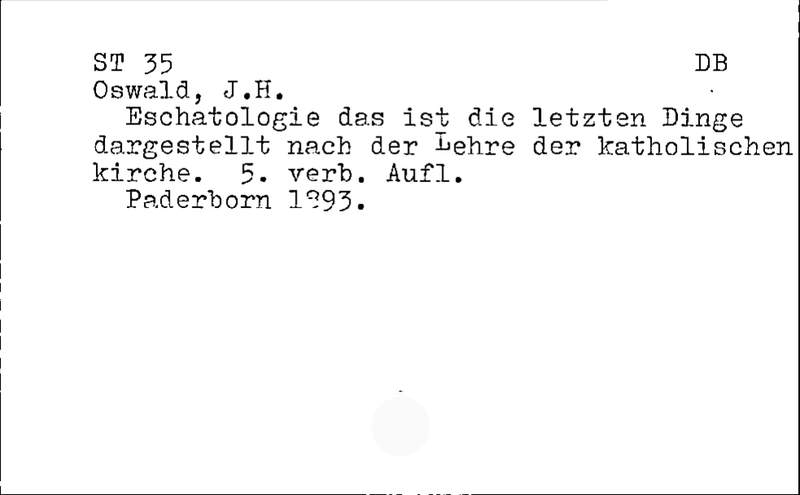 ST 35 DB
Oswald, J.H.
Eschatologie das ist die letzten Dinge
dargestellt nach der Lehre der katholischen
kirche. 5. verb. Aufl.
Paderborn 1893.